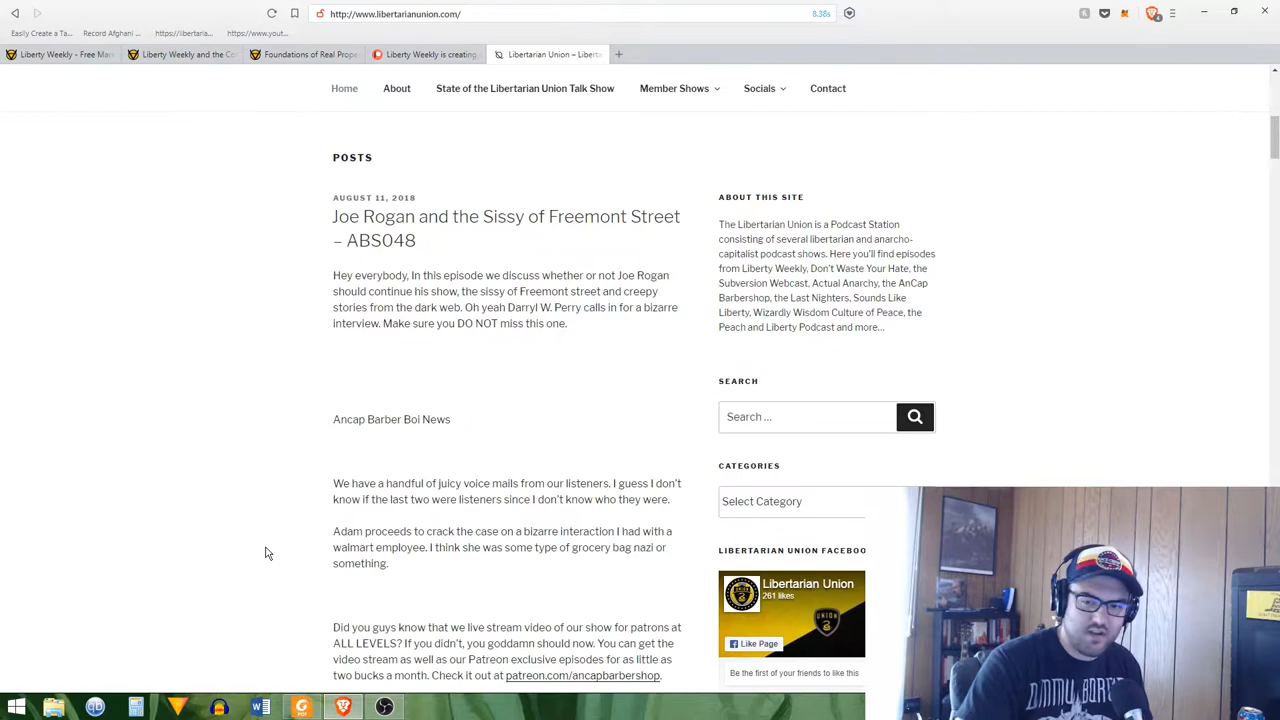 http://www.libertarianunion.com/
8.38s
Easily Create a Ta...
Record Afghani ...
https://libertaria...
https://www.yout...
Liberty Weekly - Free Mar
Liberty Weekly and the Co
Foundations of Real Prope
Liberty Weekly is creating
Libertarian Union – Liberta
Home
About
State of the Libertarian Union Talk Show
Member Shows
Socials
Contact
POSTS
AUGUST 11, 2018
Joe Rogan and the Sissy of Freemont Street
– ABS048
Hey everybody, In this episode we discuss whether or not Joe Rogan
should continue his show, the sissy of Freemont street and creepy
stories from the dark web. Oh yeah Darryl W. Perry calls in for a bizarre
interview. Make sure you DO NOT miss this one.
Ancap Barber Boi News
We have a handful of juicy voice mails from our listeners. I guess I don't
know if the last two were listeners since I don't know who they were.
Adam proceeds to crack the case on a bizarre interaction I had with a
walmart employee. I think she was some type of grocery bag nazi or
something.
Did you guys know that we live stream video of our show for patrons at
ALL LEVELS? If you didn't, you goddamn should now. You can get the
video stream as well as our Patreon exclusive episodes for as little as
two bucks a month. Check it out at patreon.com/ancapbarbershop.
ABOUT THIS SITE
The Libertarian Union is a Podcast Station
consisting of several libertarian and anarcho-
capitalist podcast shows. Here you'll find episodes
from Liberty Weekly, Don't Waste Your Hate, the
Subversion Webcast, Actual Anarchy, the AnCap
Barbershop, the Last Nighters, Sounds Like
Liberty, Wizardly Wisdom Culture of Peace, the
Peach and Liberty Podcast and more…
SEARCH
Search …
CATEGORIES
Select Category
LIBERTARIAN UNION FACEBOO
Libertarian Union
261 likes
UNION
Like Page
Be the first of your friends to like this